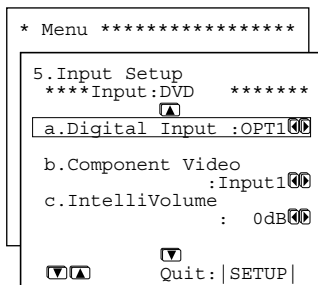 * Menu *****************
5.Input Setup
****Input:DVD *******
a.Digital Input :OPT1
b.Component Video
:Input1
c.IntelliVolume
: 0dB
Quit:|SETUP|